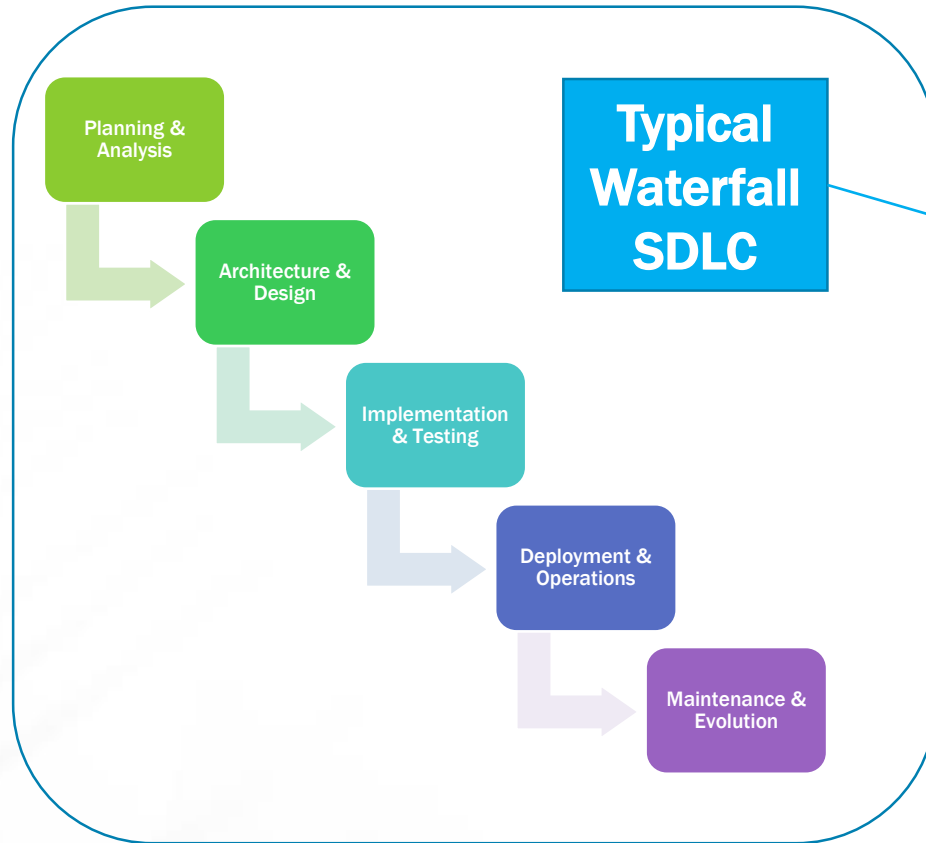 Planning &
Analysis
Typical
Waterfall
SDLC
Architecture &
Design
Implementation
& Testing
Deployment &
Operations
Maintenance &
Evolution